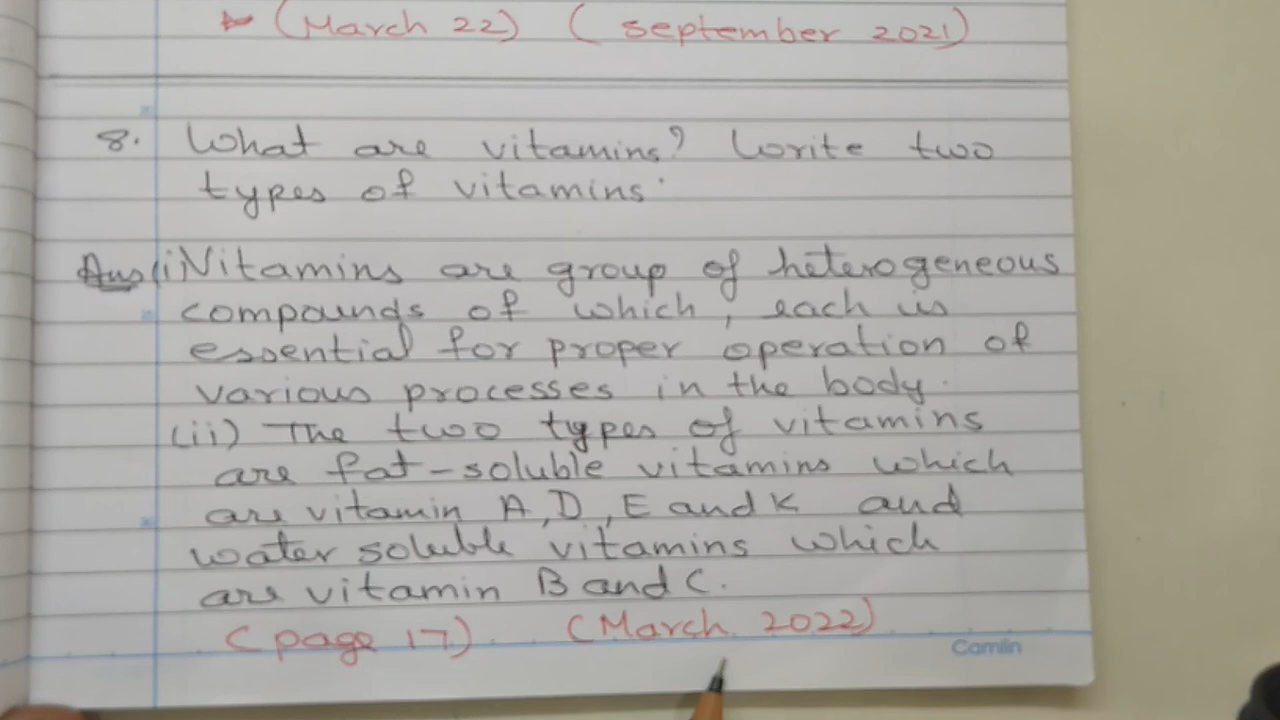 (March 22) (september 2021)
8. What are vitamins? Write two
types of vitamins.
Ans (i) Vitamins are group of heterogeneous
compounds of which, each is
essential for proper operation of
various processes in the body.
(ii) The two types of vitamins
are fat-soluble vitamins which
are vitamin A, D, E and K and
water soluble vitamins which
are vitamin B and C.
(page 17) (March 2022)
Camlin